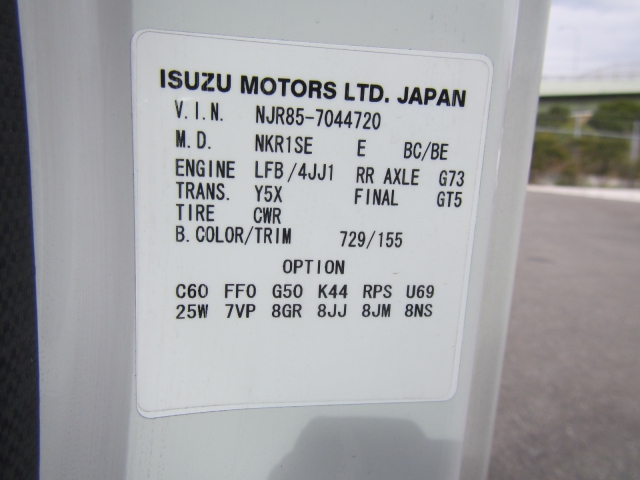 ISUZU MOTORS LTD. JAPAN
V.I.N. NJR85-7044720
M.D. NKR1SE E BC/BE
ENGINE LFB/4JJ1 RR AXLE G73
TRANS. Y5X FINAL GT5
TIRE CWR
B.COLOR/TRIM 729/155
OPTION
C60 FF0 G50 K44 RPS U69
25W 7VP 8GR 8JJ 8JM 8NS